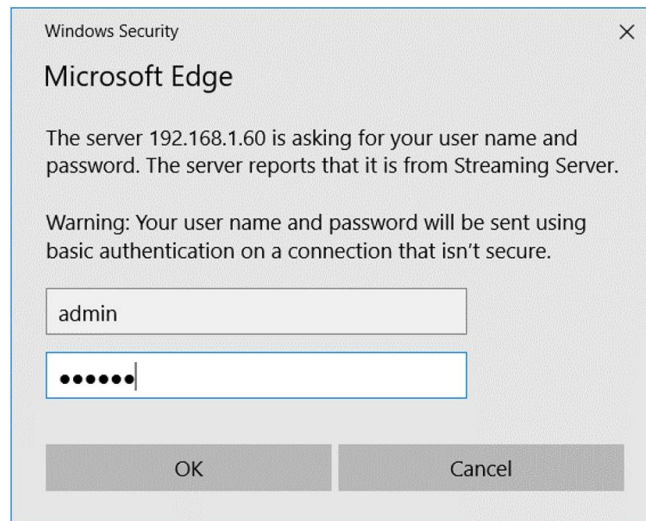 Windows Security
Microsoft Edge
The server 192.168.1.60 is asking for your user name and
password. The server reports that it is from Streaming Server.
Warning: Your user name and password will be sent using
basic authentication on a connection that isn't secure.
admin
●●●●●●
OK Cancel